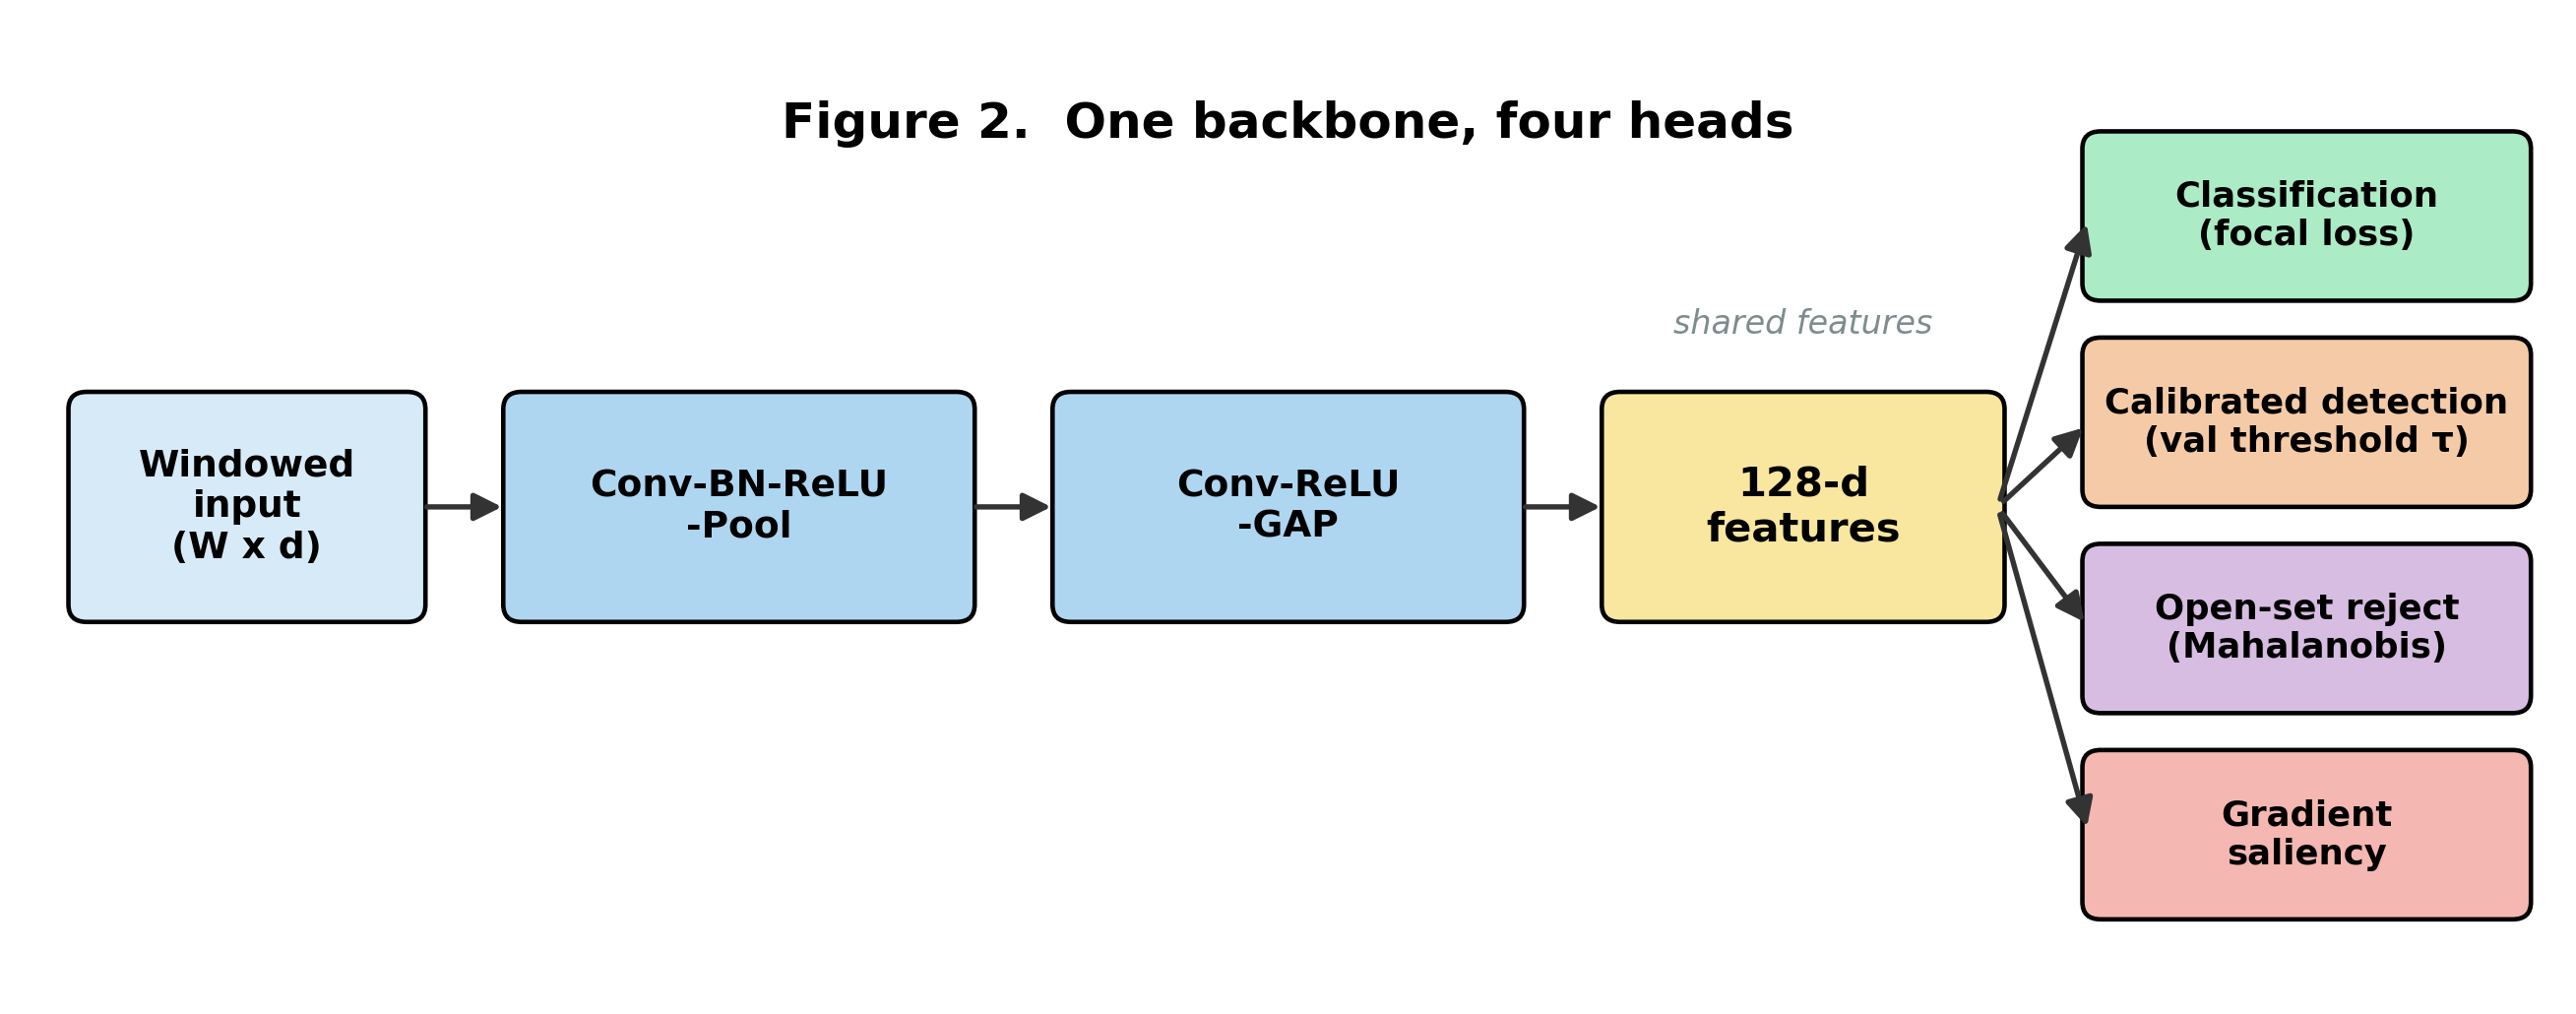 Figure 2.  One backbone, four heads
Windowed
input
(W x d)
Conv-BN-ReLU
-Pool
Conv-ReLU
-GAP
shared features
128-d
features
Classification
(focal loss)
Calibrated detection
(val threshold τ)
Open-set reject
(Mahalanobis)
Gradient
saliency